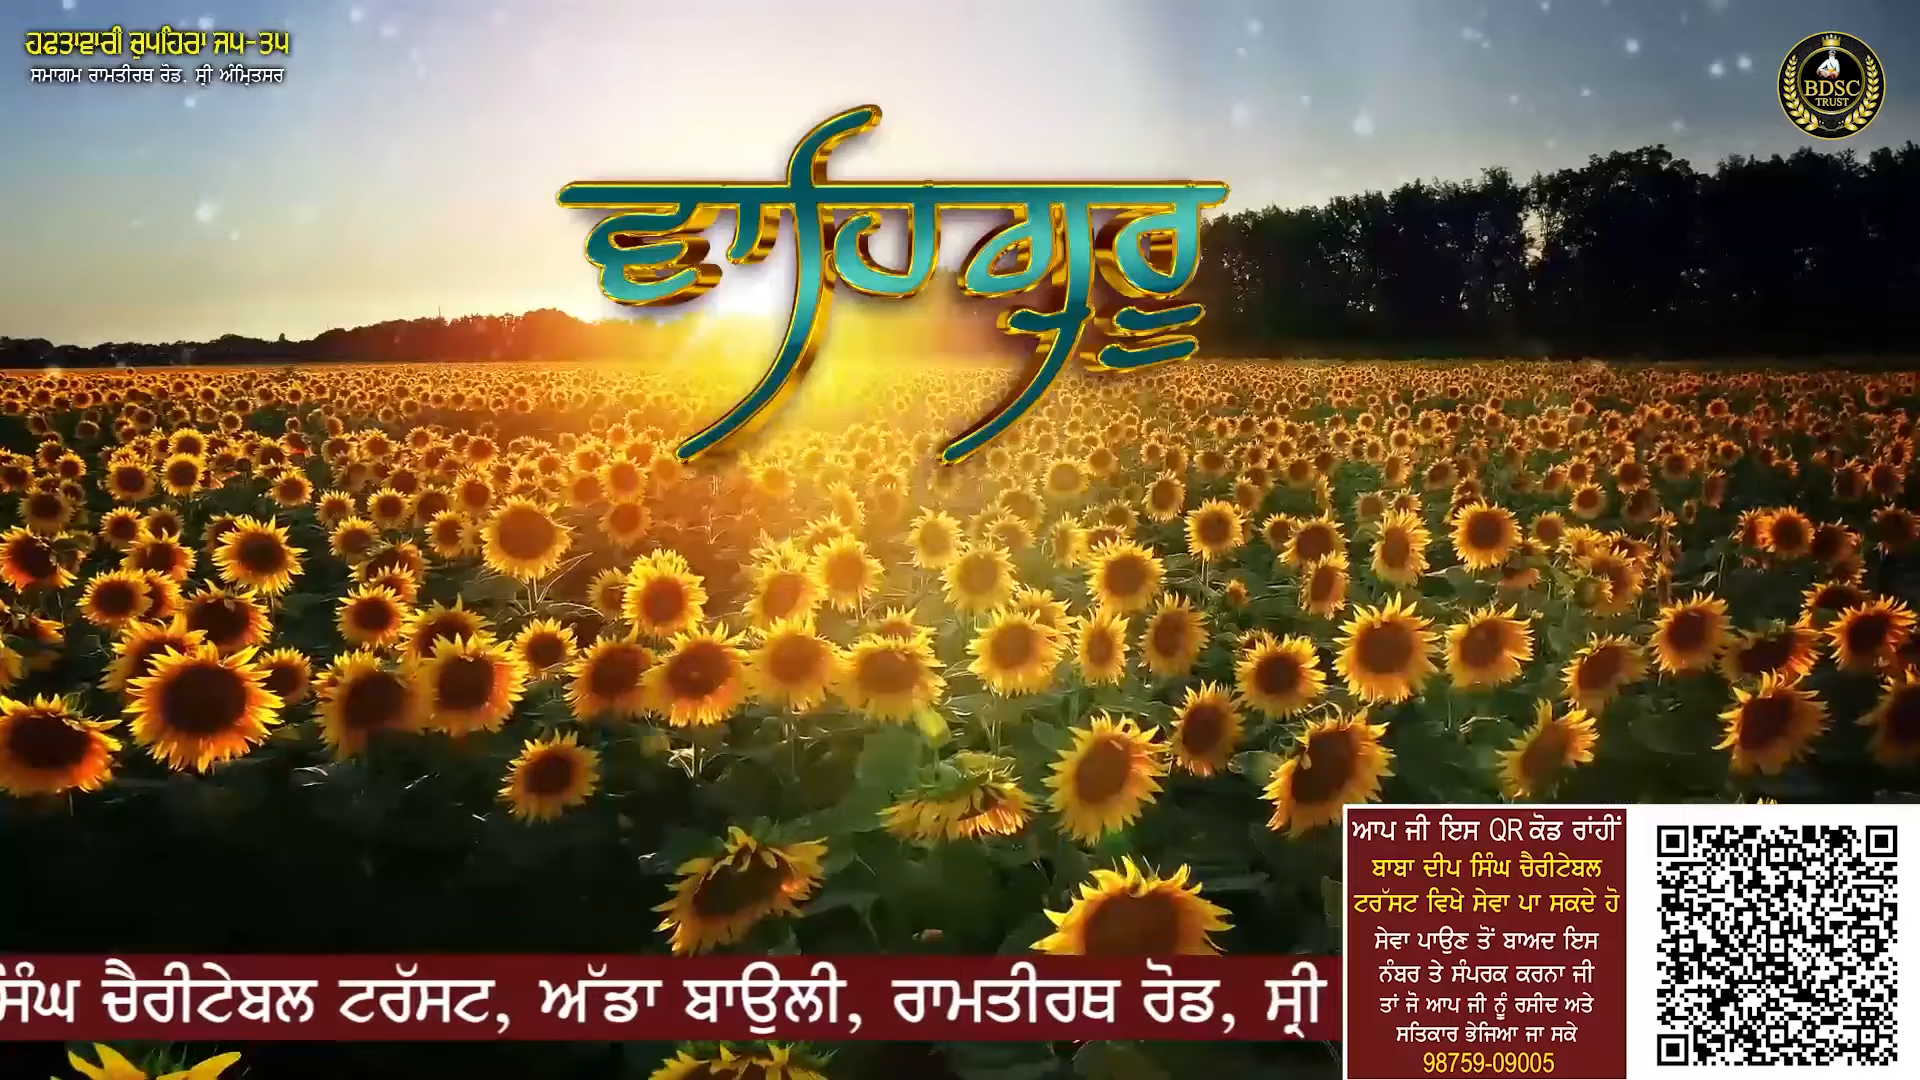 ਹਫਤਾਵਾਰੀ ਚੁਪਹਿਰਾ ਜਪ-ਤਪ
ਸਮਾਗਮ ਰਾਮਤੀਰਥ ਰੋਡ, ਸ੍ਰੀ ਅੰਮ੍ਰਿਤਸਰ
BDSC
TRUST
ਵਾਹਿਗੁਰੂ
ਆਪ ਜੀ ਇਸ QR ਕੋਡ ਰਾਂਹੀਂ
ਬਾਬਾ ਦੀਪ ਸਿੰਘ ਚੈਰੀਟੇਬਲ
ਟਰੱਸਟ ਵਿਖੇ ਸੇਵਾ ਪਾ ਸਕਦੇ ਹੋ
ਸੇਵਾ ਪਾਉਣ ਤੋਂ ਬਾਅਦ ਇਸ
ਨੰਬਰ ਤੇ ਸੰਪਰਕ ਕਰਨਾ ਜੀ
ਤਾਂ ਜੋ ਆਪ ਜੀ ਨੂੰ ਰਸੀਦ ਅਤੇ
ਸਤਿਕਾਰ ਭੇਜਿਆ ਜਾ ਸਕੇ
98759-09005
ਸਿੰਘ ਚੈਰੀਟੇਬਲ ਟਰੱਸਟ, ਅੱਡਾ ਬਾਉਲੀ, ਰਾਮਤੀਰਥ ਰੋਡ, ਸ੍ਰੀ